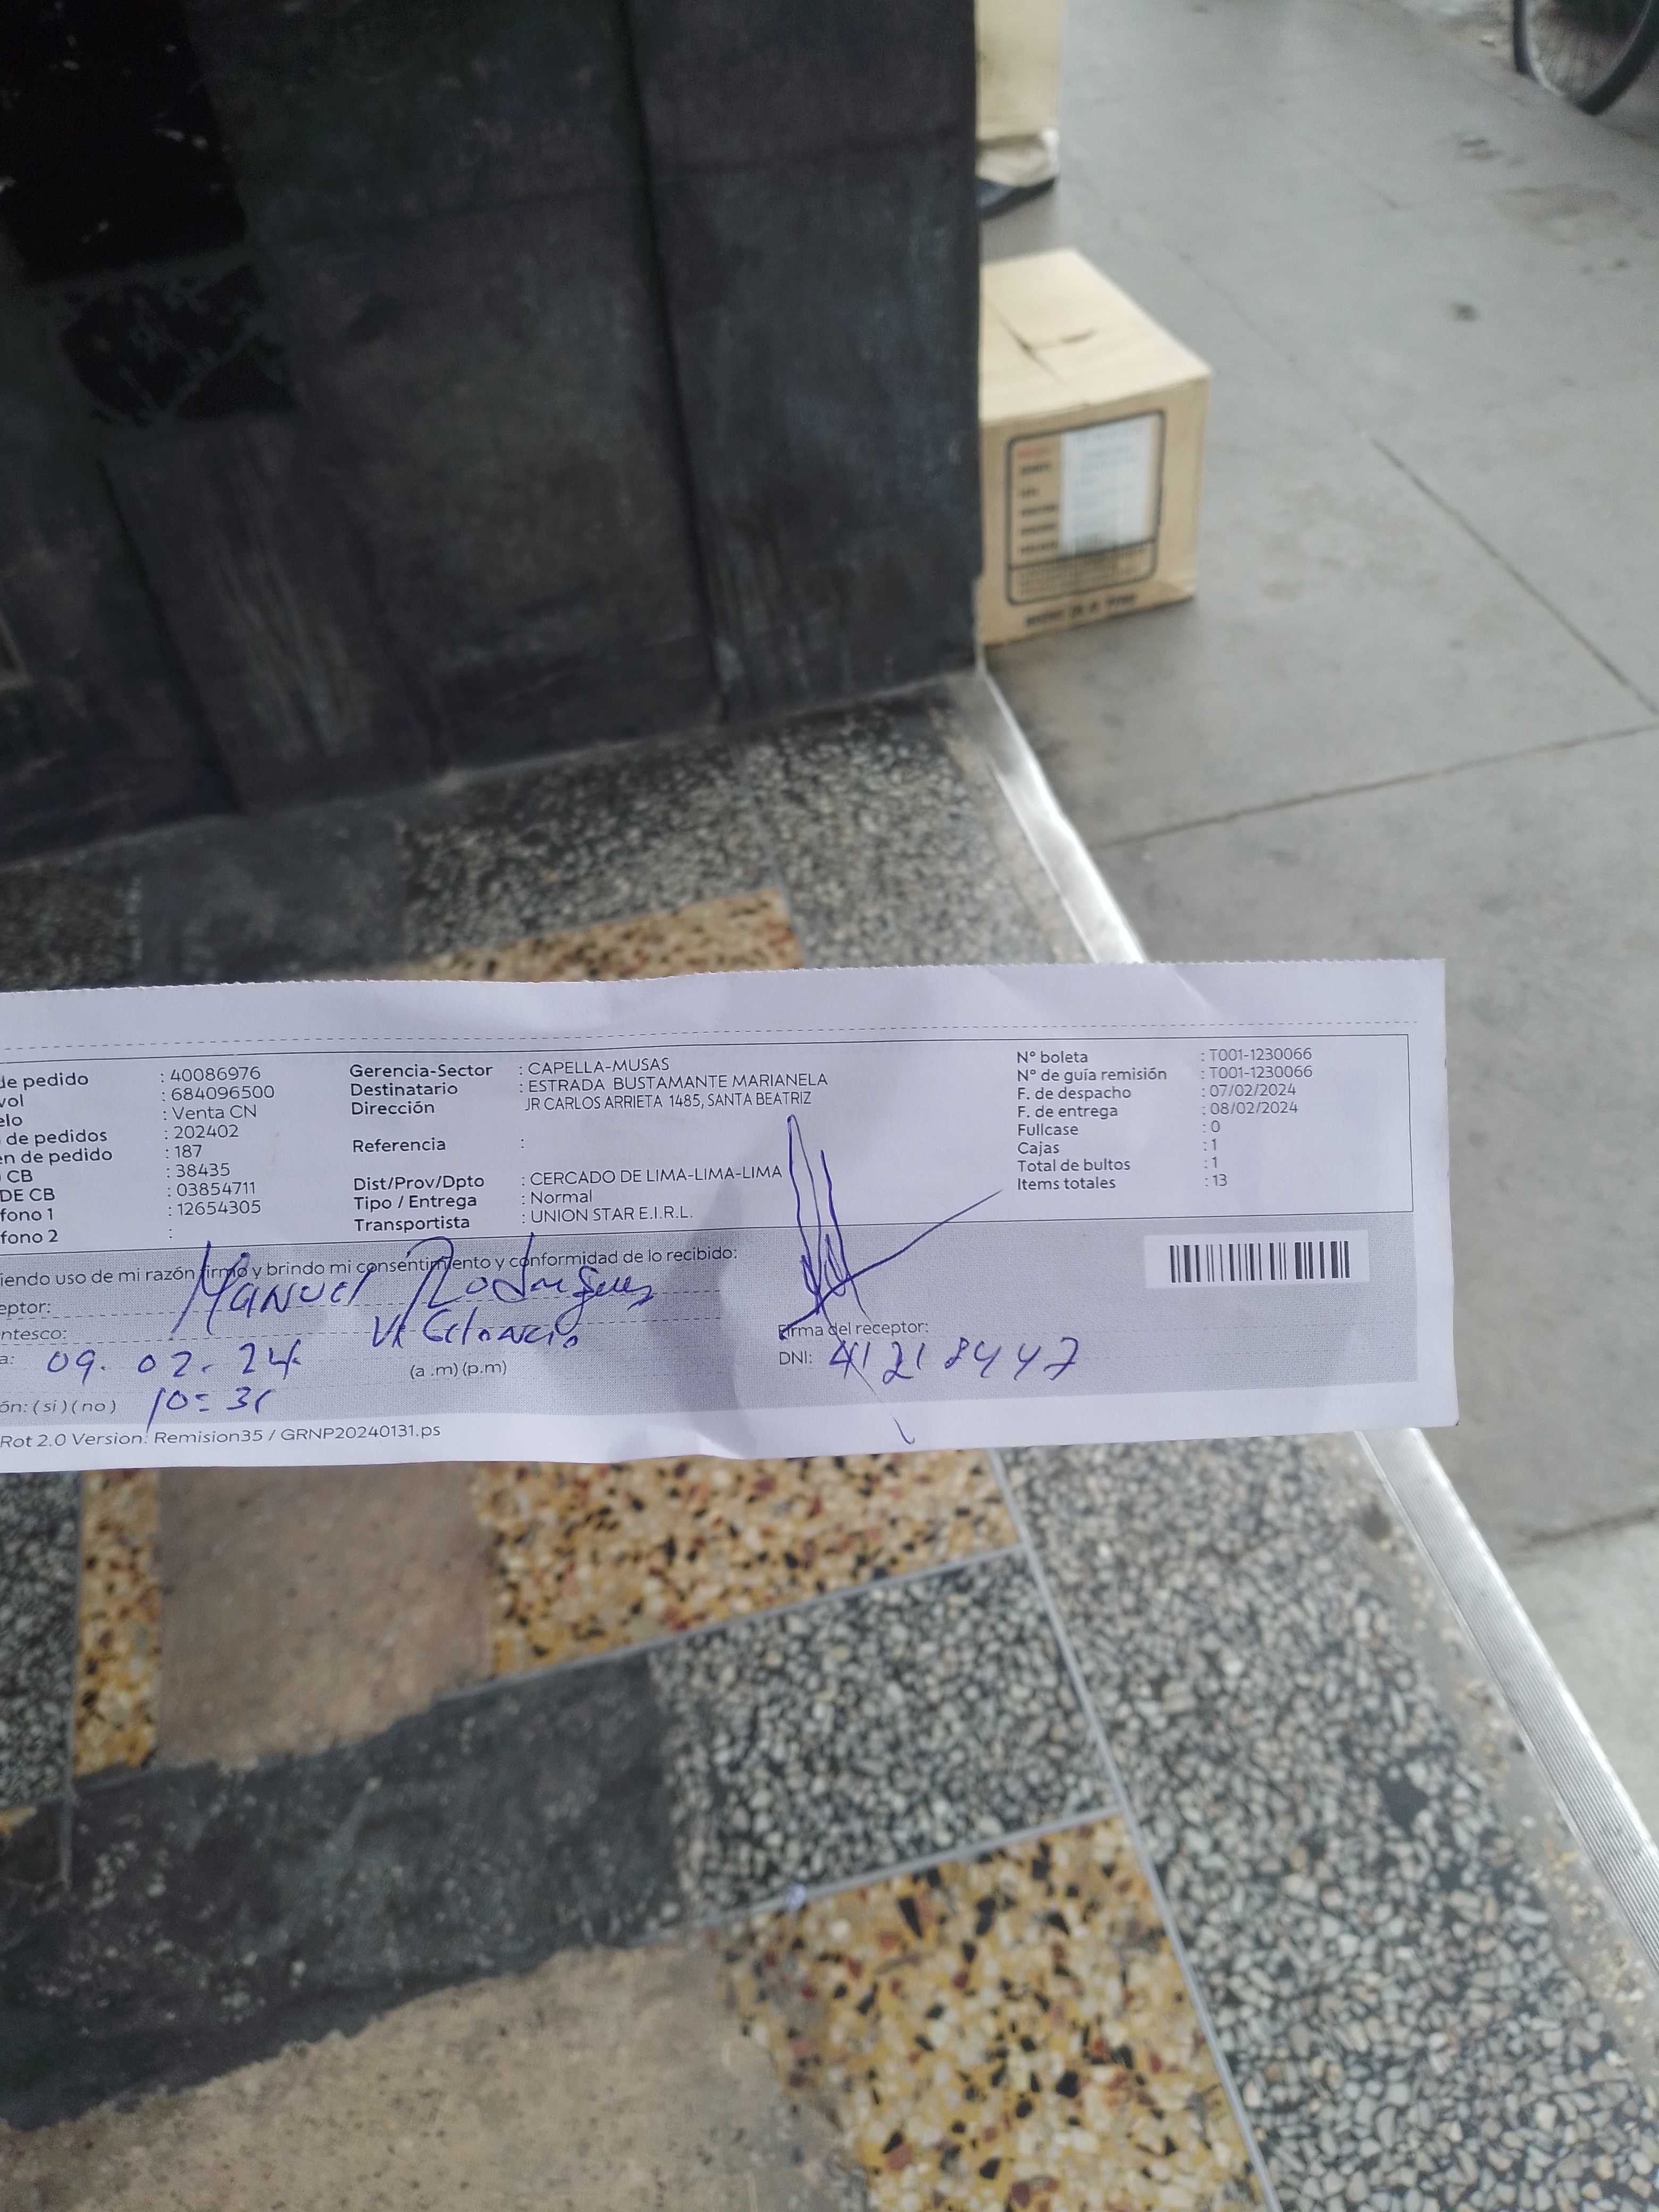 de pedido : 40086976
vol : 684096500
elo : Venta CN
de pedidos : 202402
en de pedido : 187
CB : 38435
DE CB : 03854711
fono 1 : 12654305
fono 2 :
Gerencia-Sector : CAPELLA-MUSAS
Destinatario : ESTRADA BUSTAMANTE MARIANELA
Dirección JR CARLOS ARRIETA 1485, SANTA BEATRIZ
Referencia :
Dist/Prov/Dpto : CERCADO DE LIMA-LIMA-LIMA
Tipo / Entrega : Normal
Transportista : UNION STAR E.I.R.L.
N° boleta : T001-1230066
N° de guía remisión : T001-1230066
F. de despacho : 07/02/2024
F. de entrega : 08/02/2024
Fullcase : 0
Cajas : 1
Total de bultos : 1
Items totales : 13
iendo uso de mi razón firmo y brindo mi consentimiento y conformidad de lo recibido:
eptor: Manuel Rodriguez
ntesco:
a: 09. 02. 24 (a .m) (p.m)
ón: ( si ) ( no )
Firma del receptor:
DNI: 41218447
Rot 2.0 Version: Remision35 / GRNP20240131.ps